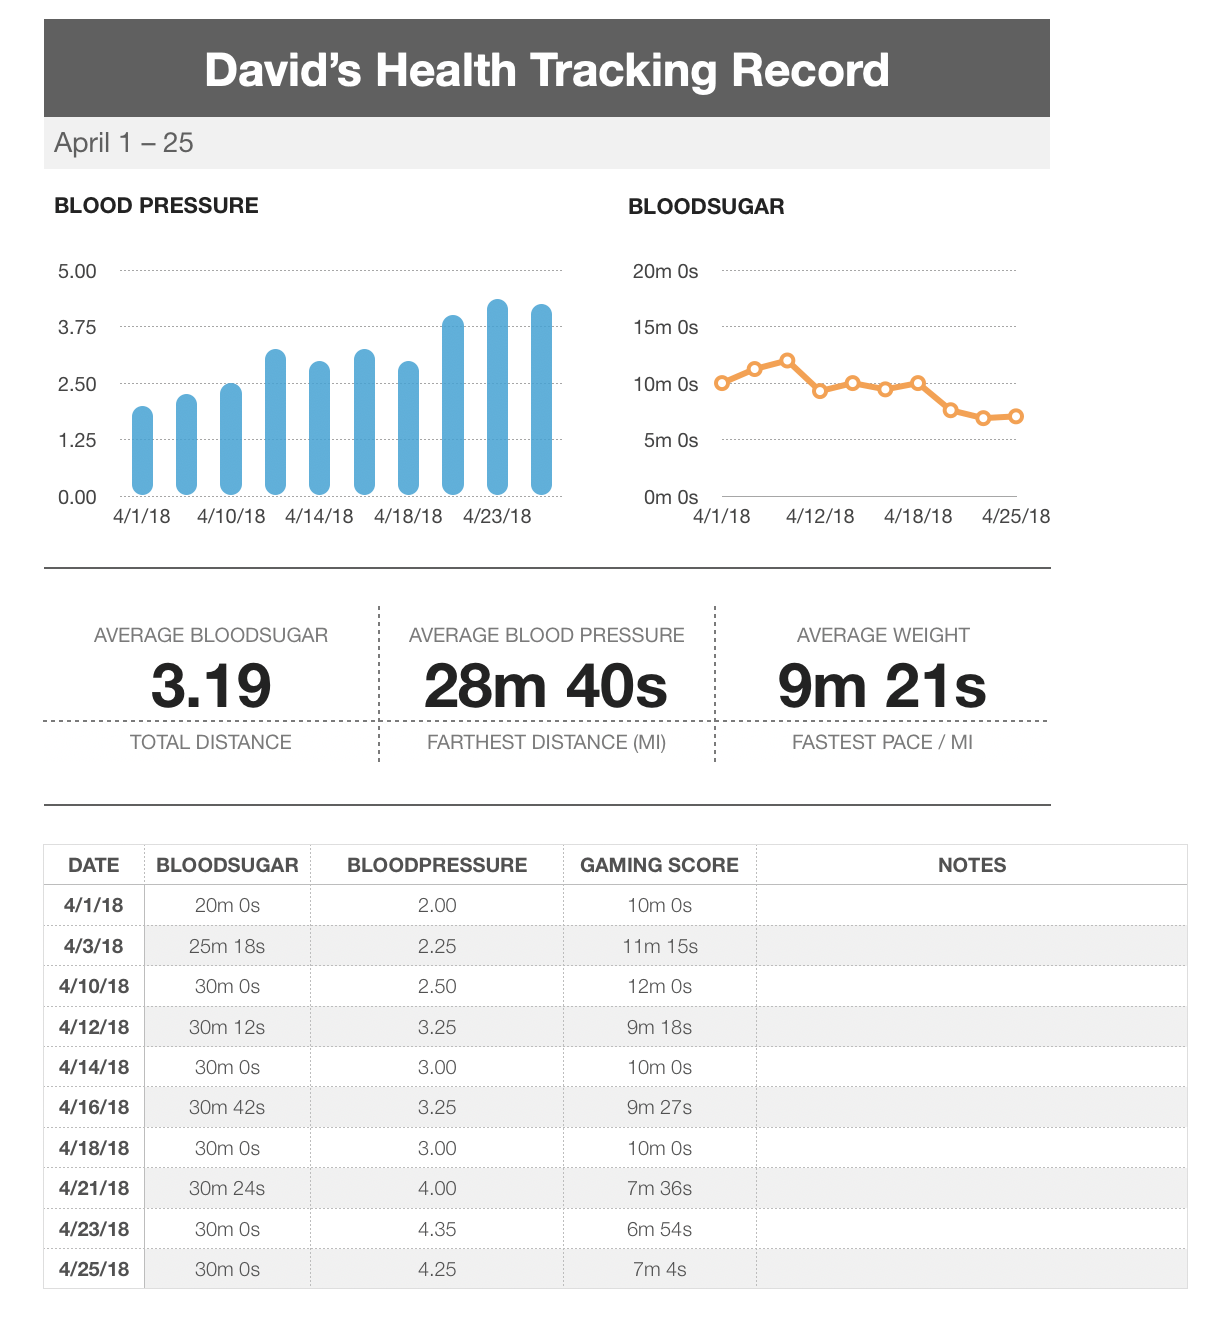 David’s Health Tracking Record
April 1 – 25
BLOOD PRESSURE
5.00
3.75
2.50
1.25
0.00
4/1/18 4/10/18 4/14/18 4/18/18 4/23/18
BLOODSUGAR
20m 0s
15m 0s
10m 0s
5m 0s
0m 0s
4/1/18 4/12/18 4/18/18 4/25/18
AVERAGE BLOODSUGAR
3.19
TOTAL DISTANCE
AVERAGE BLOOD PRESSURE
28m 40s
FARTHEST DISTANCE (MI)
AVERAGE WEIGHT
9m 21s
FASTEST PACE / MI
DATE BLOODSUGAR BLOODPRESSURE GAMING SCORE NOTES
4/1/18 20m 0s 2.00 10m 0s
4/3/18 25m 18s 2.25 11m 15s
4/10/18 30m 0s 2.50 12m 0s
4/12/18 30m 12s 3.25 9m 18s
4/14/18 30m 0s 3.00 10m 0s
4/16/18 30m 42s 3.25 9m 27s
4/18/18 30m 0s 3.00 10m 0s
4/21/18 30m 24s 4.00 7m 36s
4/23/18 30m 0s 4.35 6m 54s
4/25/18 30m 0s 4.25 7m 4s